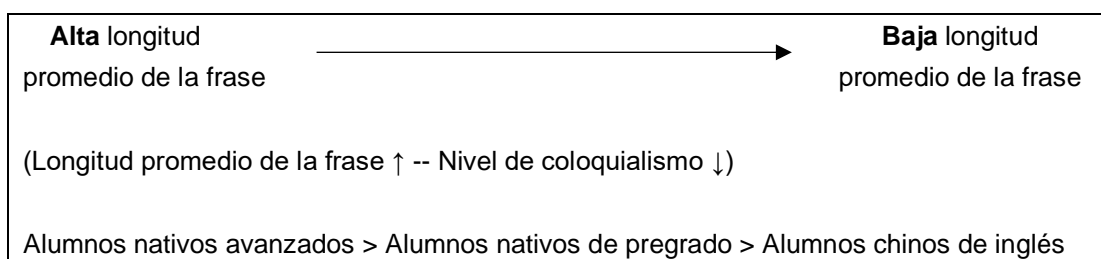 Alta longitud Baja longitud
promedio de la frase promedio de la frase
(Longitud promedio de la frase ↑ -- Nivel de coloquialismo ↓)
Alumnos nativos avanzados > Alumnos nativos de pregrado > Alumnos chinos de inglés